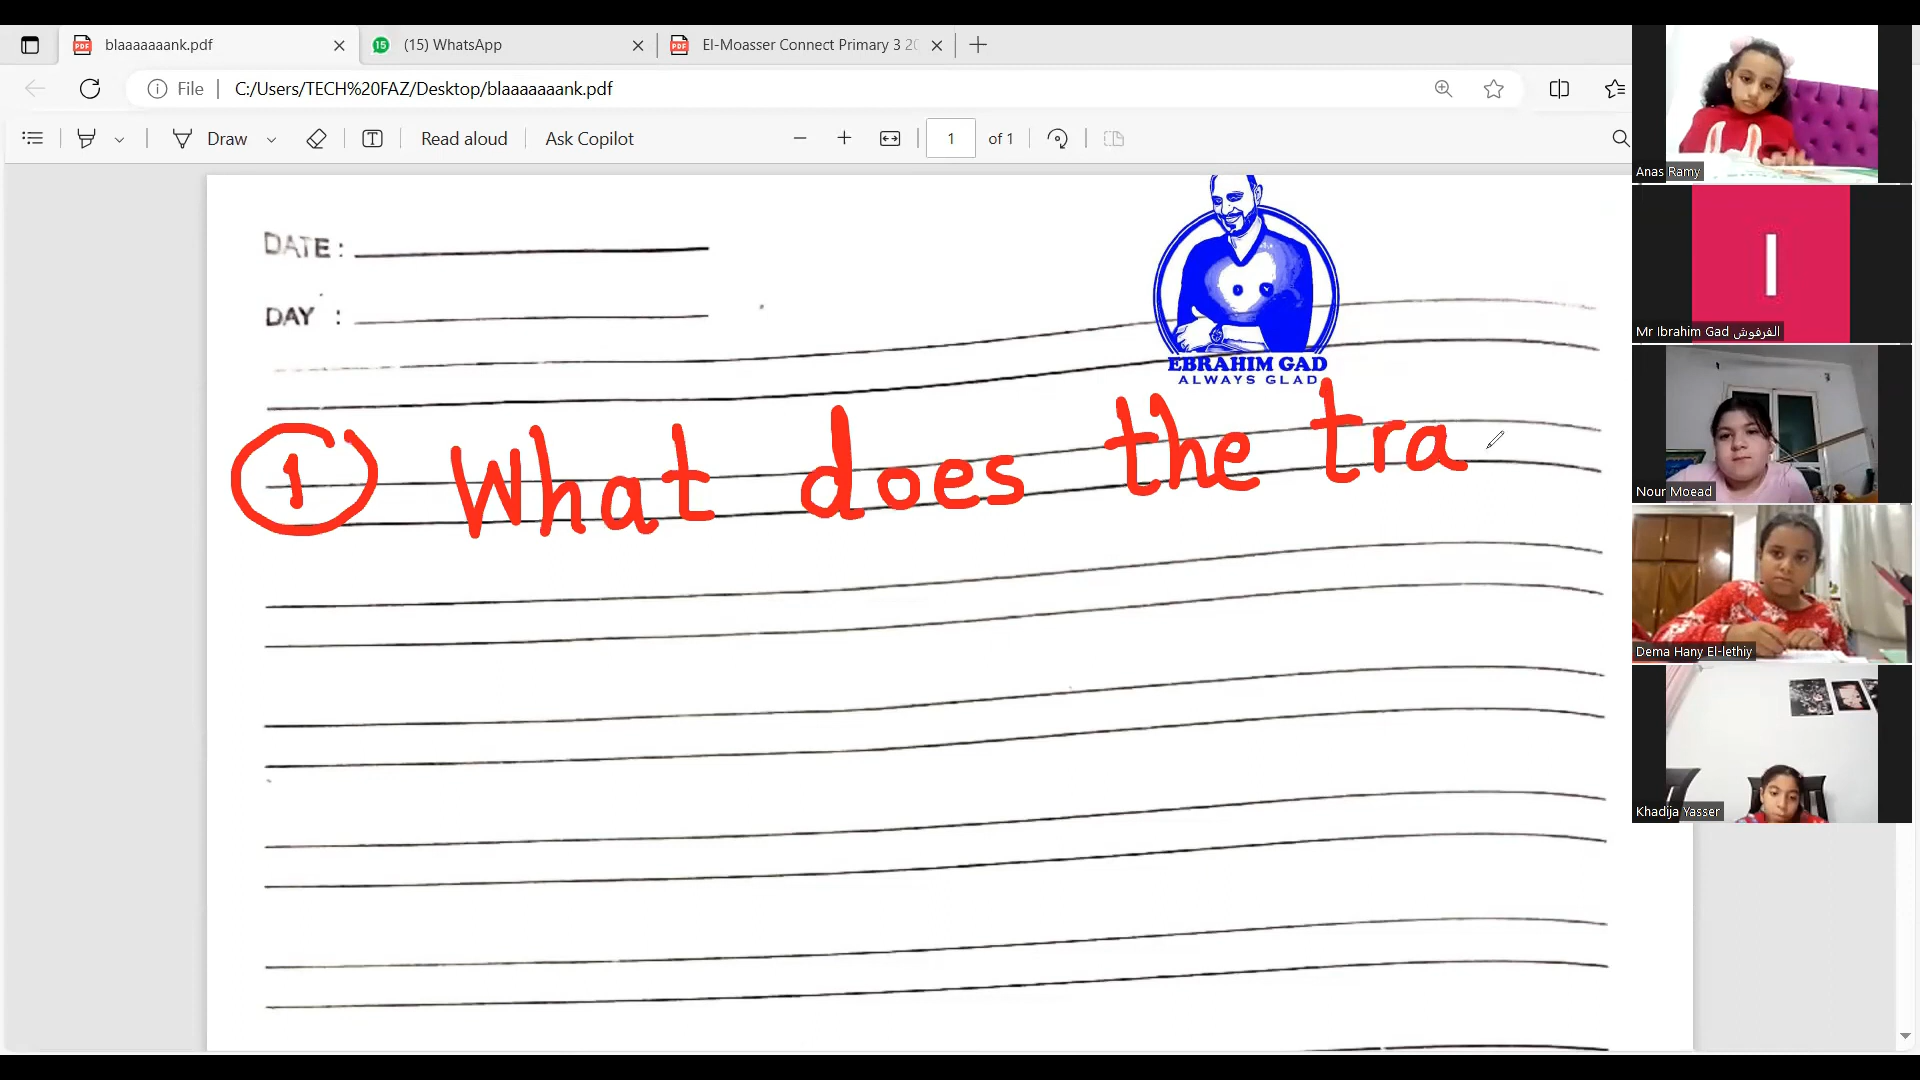 blaaaaaaank.pdf
(15) WhatsApp
El-Moasser Connect Primary 3 20
File
C:/Users/TECH%20FAZ/Desktop/blaaaaaaank.pdf
Draw
Read aloud
Ask Copilot
1
of 1
DATE :
DAY :
EBRAHIM GAD
ALWAYS GLAD
1 What does the tra
Anas Ramy
I
Mr Ibrahim Gad الفرفوش
Nour Moead
Dema Hany El-lethiy
Khadija Yasser